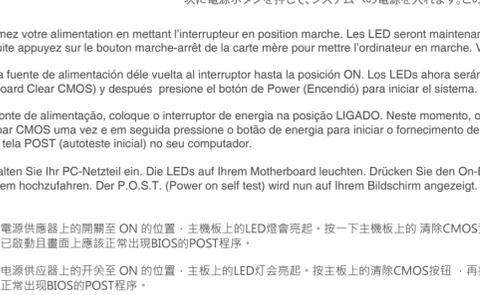 次に電源ボタンを押して、システムへの電源を入れます。この
mez votre alimentation en mettant l'interrupteur en position marche. Les LED seront maintenan
uite appuyez sur le bouton marche-arrêt de la carte mère pour mettre l'ordinateur en marche. V
a fuente de alimentación déle vuelta al interruptor hasta la posición ON. Los LEDs ahora serán
board Clear CMOS) y después presione el botón de Power (Encendió) para iniciar el sistema.
onte de alimentação, coloque o interruptor de energia na posição LIGADO. Neste momento, o
par CMOS uma vez e em seguida pressione o botão de energia para iniciar o fornecimento de
tela POST (autoteste inicial) no seu computador.
alten Sie Ihr PC-Netzteil ein. Die LEDs auf Ihrem Motherboard leuchten. Drücken Sie den On-E
em hochzufahren. Der P.O.S.T. (Power on self test) wird nun auf Ihrem Bildschirm angezeigt.
電源供應器上的開關至 ON 的位置，主機板上的LED燈會亮起。按一下主機板上的 清除CMOS
已啟動且畫面上應該正常出現BIOS的POST程序。
电源供应器上的开关至 ON 的位置，主板上的LED灯会亮起。按主板上的清除CMOS按钮 ，再
正常出现BIOS的POST程序。